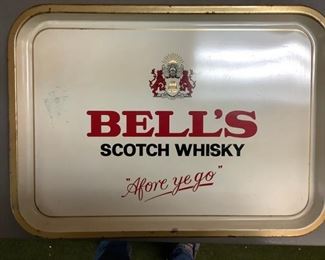 BELL'S
SCOTCH WHISKY
"Afore ye go"